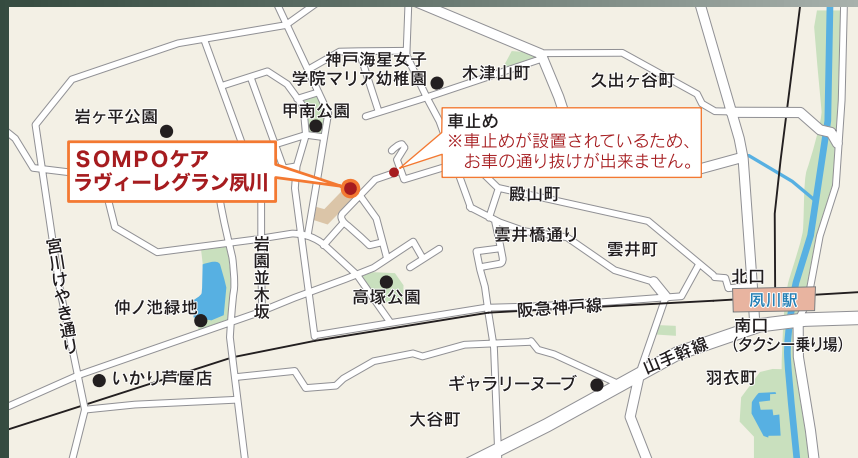 神戸海星女子
学院マリア幼稚園
木津山町
久出ヶ谷町
岩ヶ平公園
甲南公園
車止め
※車止めが設置されているため、
お車の通り抜けが出来ません。
SOMPOケア
ラヴィーレグラン夙川
殿山町
雲井橋通り
雲井町
宮川けやき通り
岩園並木坂
北口
夙川駅
高塚公園
仲ノ池緑地
阪急神戸線
南口
(タクシー乗り場)
山手幹線
いかり芦屋店
ギャラリーヌーブ
羽衣町
大谷町